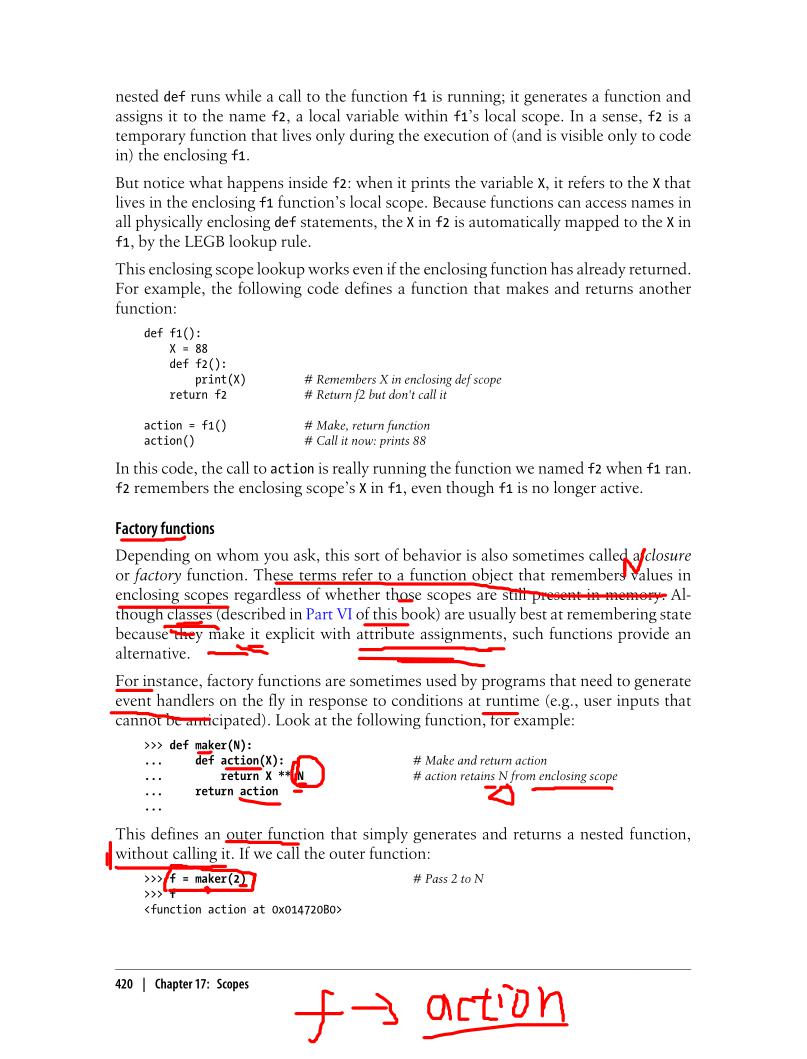 nested def runs while a call to the function f1 is running; it generates a function and
assigns it to the name f2, a local variable within f1's local scope. In a sense, f2 is a
temporary function that lives only during the execution of (and is visible only to code
in) the enclosing f1.
But notice what happens inside f2: when it prints the variable X, it refers to the X that
lives in the enclosing f1 function's local scope. Because functions can access names in
all physically enclosing def statements, the X in f2 is automatically mapped to the X in
f1, by the LEGB lookup rule.
This enclosing scope lookup works even if the enclosing function has already returned.
For example, the following code defines a function that makes and returns another
function:
def f1():
    X = 88
    def f2():
        print(X)         # Remembers X in enclosing def scope
    return f2            # Return f2 but don't call it
action = f1()            # Make, return function
action()                 # Call it now: prints 88
In this code, the call to action is really running the function we named f2 when f1 ran.
f2 remembers the enclosing scope's X in f1, even though f1 is no longer active.
Factory functions
Depending on whom you ask, this sort of behavior is also sometimes called a closure
N
or factory function. These terms refer to a function object that remembers values in
enclosing scopes regardless of whether those scopes are still present in memory. Al-
though classes (described in Part VI of this book) are usually best at remembering state
because they make it explicit with attribute assignments, such functions provide an
alternative.
For instance, factory functions are sometimes used by programs that need to generate
event handlers on the fly in response to conditions at runtime (e.g., user inputs that
cannot be anticipated). Look at the following function, for example:
>>> def maker(N):
...     def action(X):                # Make and return action
...         return X ** N             # action retains N from enclosing scope
...     return action
...
This defines an outer function that simply generates and returns a nested function,
without calling it. If we call the outer function:
>>> f = maker(2)                      # Pass 2 to N
>>> f
<function action at 0x014720B0>
420 | Chapter 17: Scopes
f → action